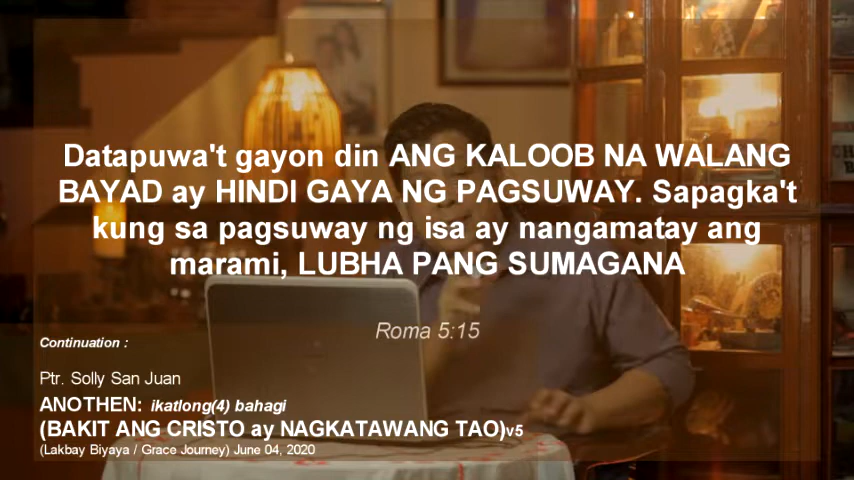 Datapuwa't gayon din ANG KALOOB NA WALANG
BAYAD ay HINDI GAYA NG PAGSUWAY. Sapagka't
kung sa pagsuway ng isa ay nangamatay ang
marami, LUBHA PANG SUMAGANA
Roma 5:15
Continuation :
Ptr. Solly San Juan
ANOTHEN: ikatlong(4) bahagi
(BAKIT ANG CRISTO ay NAGKATAWANG TAO)v5
(Lakbay Biyaya / Grace Journey) June 04, 2020